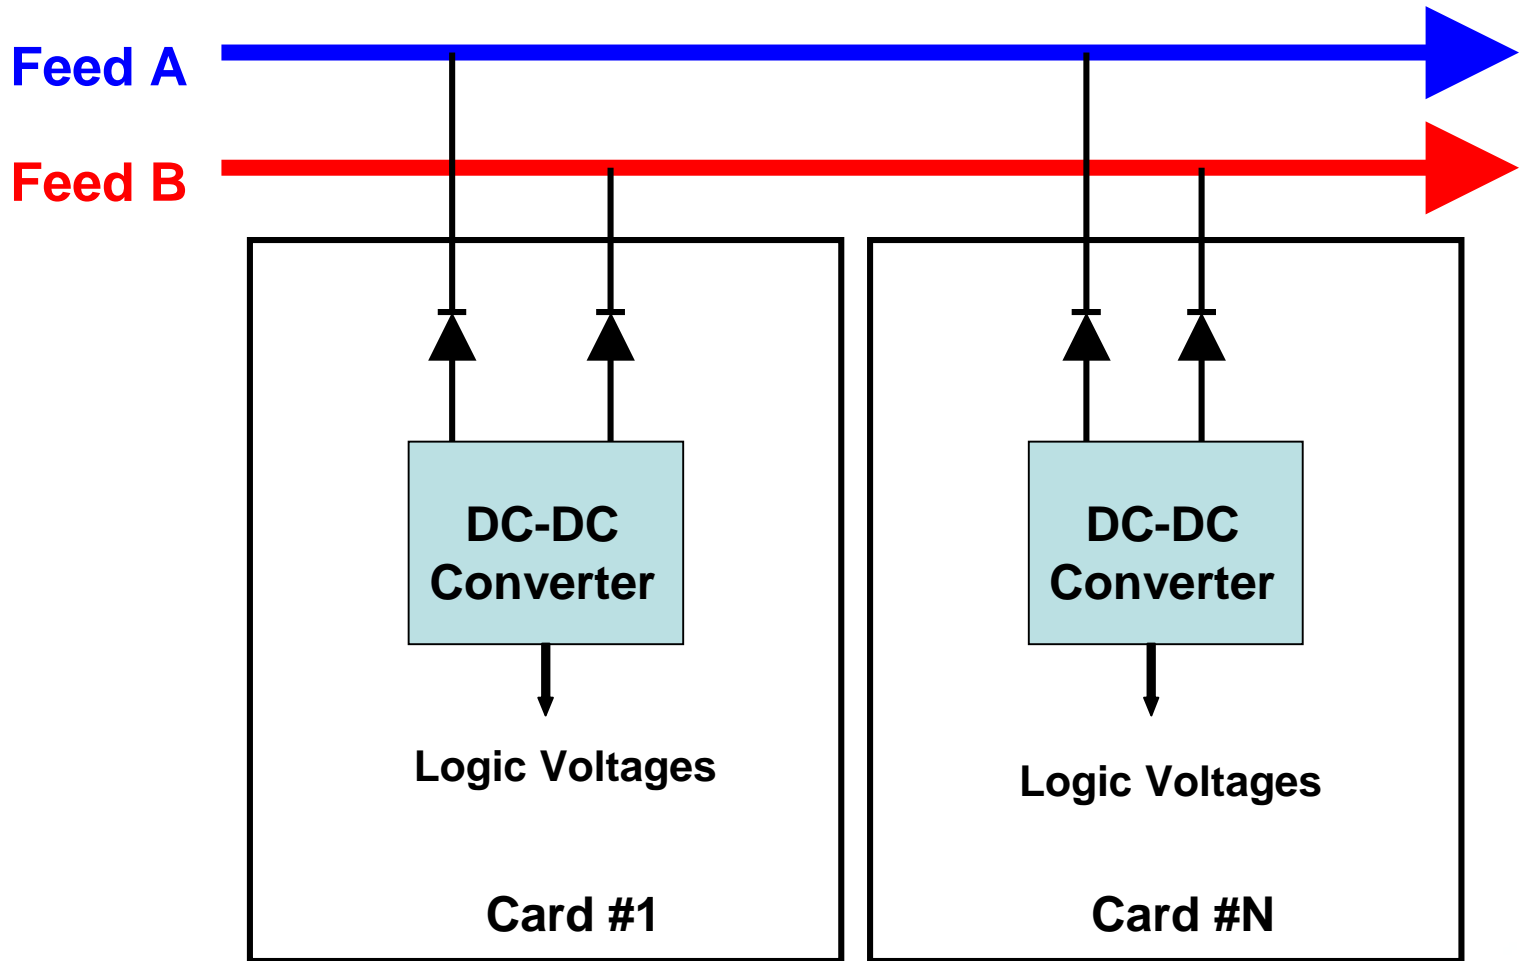 Feed A
Feed B
DC-DC
Converter
Logic Voltages
Card #1
DC-DC
Converter
Logic Voltages
Card #N